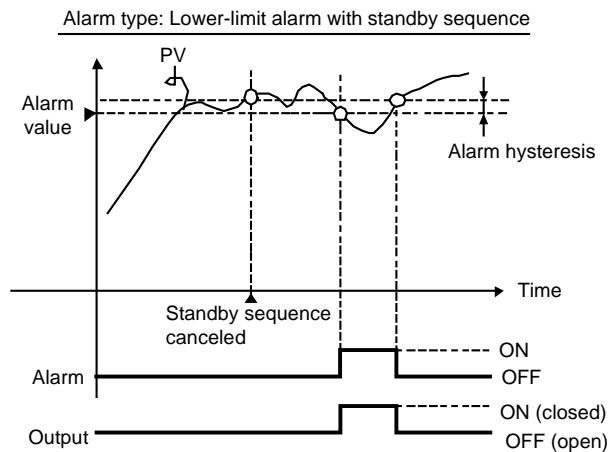 Alarm type: Lower-limit alarm with standby sequence
PV
Alarm
value
Alarm hysteresis
Time
Standby sequence
canceled
ON
Alarm
OFF
ON (closed)
Output
OFF (open)